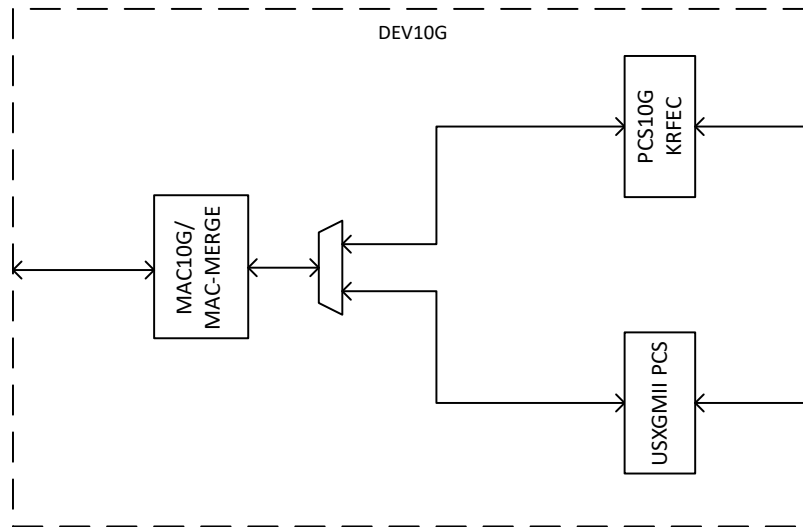 DEV10G
PCS10G
KRFEC
MAC10G/
MAC-MERGE
USXGMII PCS